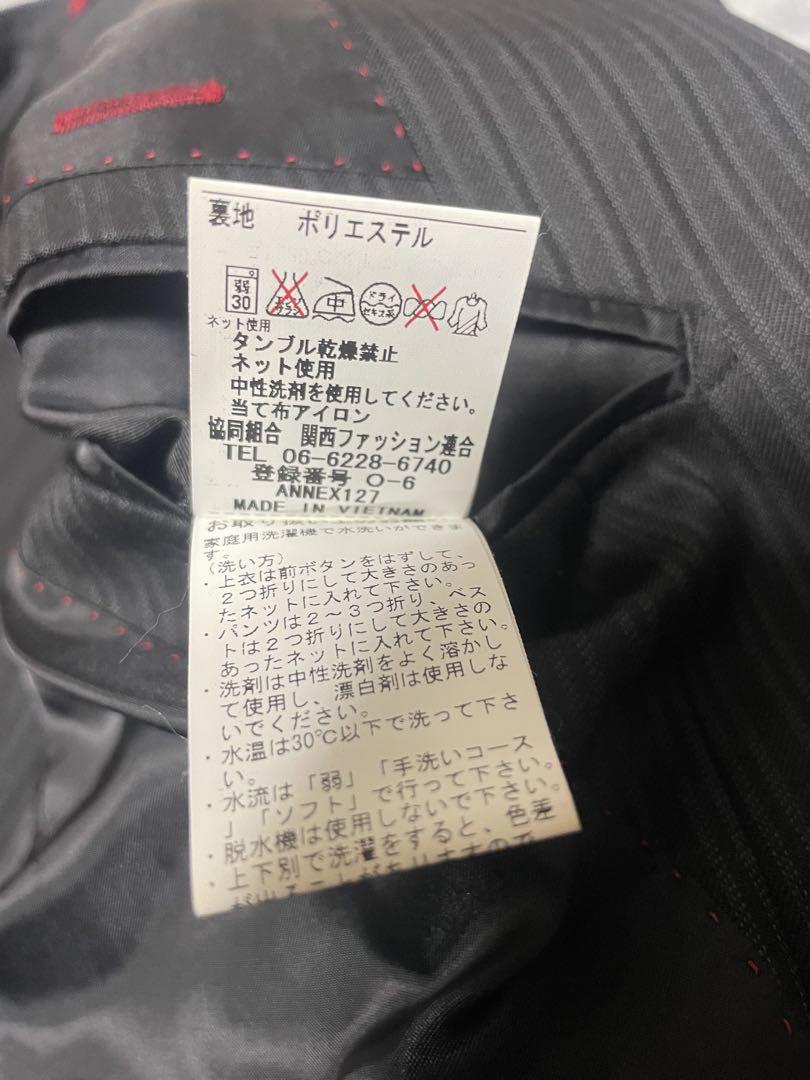 裏地　ポリエステル
弱 30 中 ドライ セキユ系
ネット使用
タンブル乾燥禁止
ネット使用
中性洗剤を使用してください。
当て布アイロン
協同組合　関西ファッション連合
TEL 06-6228-6740
登録番号 O-6
ANNEX127
MADE IN VIETNAM
家庭用洗濯機で水洗いができま
す。
(洗い方)
・上衣は前ボタンをはずして、
２つ折りにして大きさのあっ
たネットに入れて下さい。
・パンツは２～３つ折り、ベス
トは２つ折りにして大きさの
あったネットに入れて下さい。
・洗剤は中性洗剤をよく溶かし
て使用し、漂白剤は使用しな
いでください。
・水温は30℃以下で洗って下さ
い。
・水流は「弱」「手洗いコース
」「ソフト」で行って下さい。
・脱水機は使用しないで下さい。
・上下別で洗濯をすると、色差